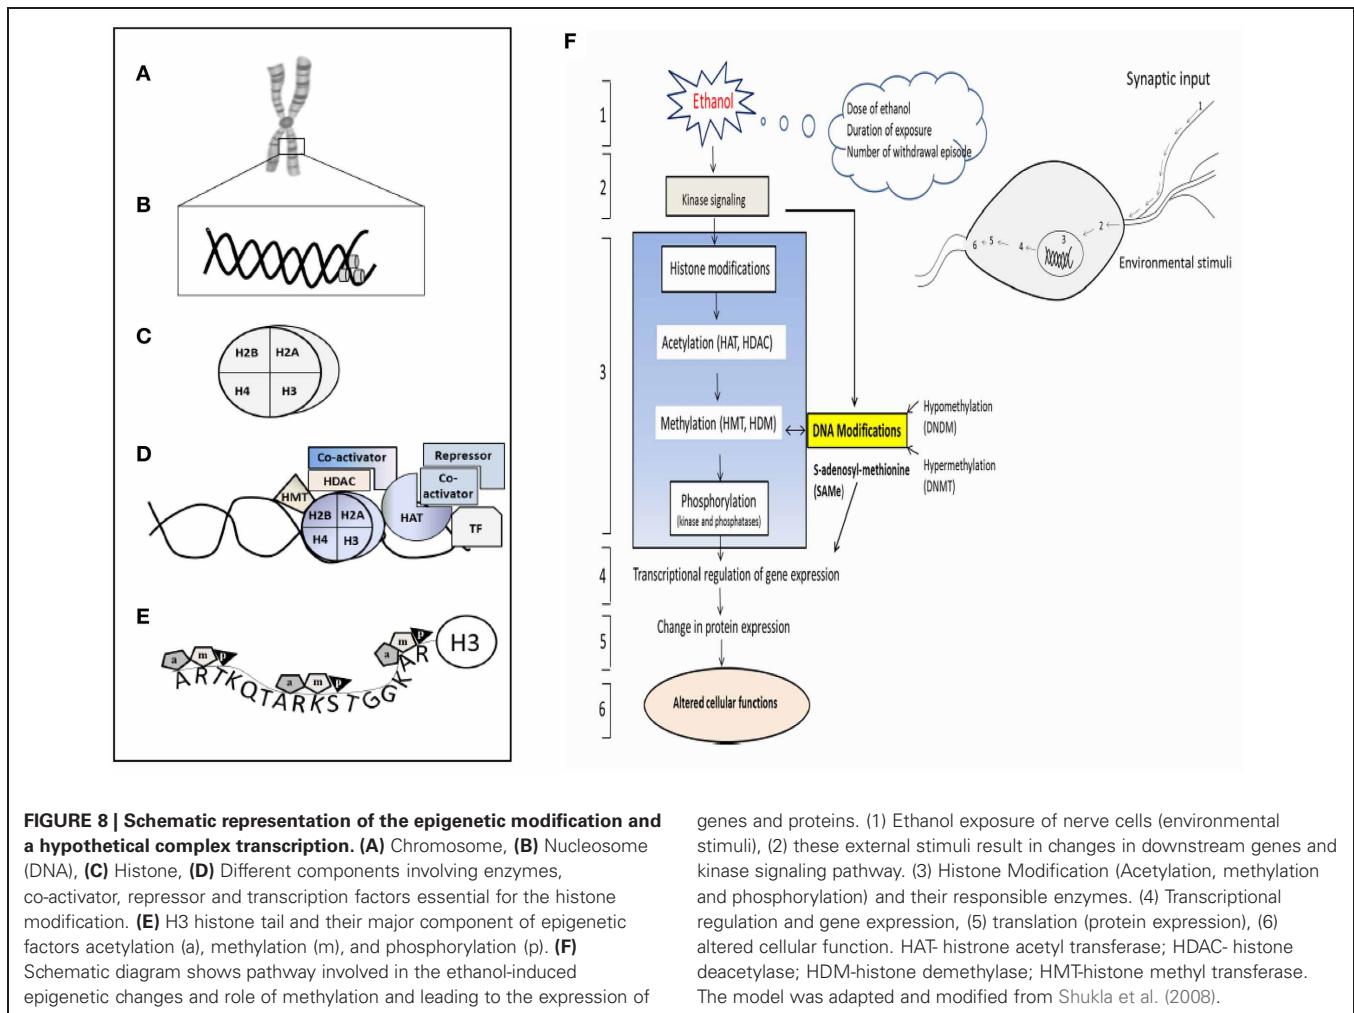 A
B
C
H2B H2A
H4 H3
D
Co-activator
Repressor
HDAC
Co-
activator
HMT
H2B H2A
HAT
TF
H4 H3
E
a m p
a m p
a m p
ARTKQTARKSTGGKAR
H3
F
1
Ethanol
Dose of ethanol
Duration of exposure
Number of withdrawal episode
2
Kinase signaling
3
Histone modifications
Acetylation (HAT, HDAC)
Methylation (HMT, HDM)
Phosphorylation
(kinase and phosphatases)
DNA Modifications
Hypomethylation
(DNDM)
Hypermethylation
(DNMT)
S-adenosyl-methionine
(SAMe)
4
Transcriptional regulation of gene expression
5
Change in protein expression
6
Altered cellular functions
Synaptic input
1
2
3
4
5
6
Environmental stimuli
FIGURE 8 | Schematic representation of the epigenetic modification and
a hypothetical complex transcription. (A) Chromosome, (B) Nucleosome
(DNA), (C) Histone, (D) Different components involving enzymes,
co-activator, repressor and transcription factors essential for the histone
modification. (E) H3 histone tail and their major component of epigenetic
factors acetylation (a), methylation (m), and phosphorylation (p). (F)
Schematic diagram shows pathway involved in the ethanol-induced
epigenetic changes and role of methylation and leading to the expression of
genes and proteins. (1) Ethanol exposure of nerve cells (environmental
stimuli), (2) these external stimuli result in changes in downstream genes and
kinase signaling pathway. (3) Histone Modification (Acetylation, methylation
and phosphorylation) and their responsible enzymes. (4) Transcriptional
regulation and gene expression, (5) translation (protein expression), (6)
altered cellular function. HAT- histrone acetyl transferase; HDAC- histone
deacetylase; HDM-histone demethylase; HMT-histone methyl transferase.
The model was adapted and modified from Shukla et al. (2008).